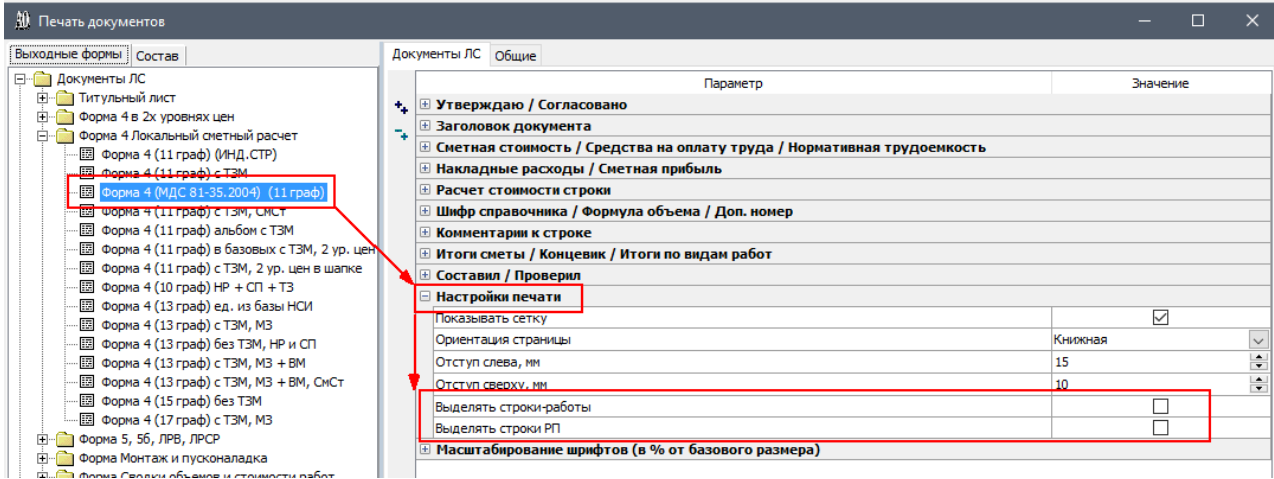 Печать документов
Выходные формы Состав
Документы ЛС
Титульный лист
Форма 4 в 2х уровнях цен
Форма 4 Локальный сметный расчет
Форма 4 (11 граф) (ИНД.СТР)
Форма 4 (11 граф) с ТЗМ
Форма 4 (МДС 81-35.2004) (11 граф)
Форма 4 (11 граф) с ТЗМ, СмСт
Форма 4 (11 граф) альбом с ТЗМ
Форма 4 (11 граф) в базовых с ТЗМ, 2 ур. цен
Форма 4 (11 граф) с ТЗМ, 2 ур. цен в шапке
Форма 4 (10 граф) НР + СП + ТЗ
Форма 4 (13 граф) ед. из базы НСИ
Форма 4 (13 граф) с ТЗМ, МЗ
Форма 4 (13 граф) без ТЗМ, НР и СП
Форма 4 (13 граф) с ТЗМ, МЗ + ВМ
Форма 4 (13 граф) с ТЗМ, МЗ + ВМ, СмСт
Форма 4 (15 граф) без ТЗМ
Форма 4 (17 граф) с ТЗМ, МЗ
Форма 5, 5б, ЛРВ, ЛРСР
Форма Монтаж и пусконаладка
Форма Сводки объемов и стоимости работ
Документы ЛС Общие
Параметр Значение
Утверждаю / Согласовано
Заголовок документа
Сметная стоимость / Средства на оплату труда / Нормативная трудоемкость
Накладные расходы / Сметная прибыль
Расчет стоимости строки
Шифр справочника / Формула объема / Доп. номер
Комментарии к строке
Итоги сметы / Концевик / Итоги по видам работ
Составил / Проверил
Настройки печати
Показывать сетку
Ориентация страницы Книжная
Отступ слева, мм 15
Отступ сверху, мм 10
Выделять строки-работы
Выделять строки РП
Масштабирование шрифтов (в % от базового размера)